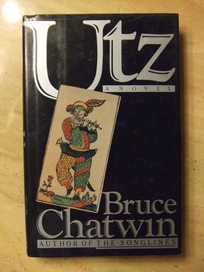 Utz
A NOVEL
Bruce
Chatwin
AUTHOR OF THE SONGLINES